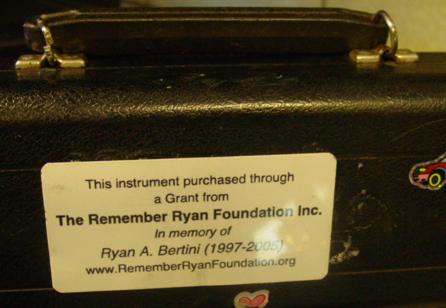 This instrument purchased through
a Grant from
The Remember Ryan Foundation Inc.
In memory of
Ryan A. Bertini (1997-2005)
www.RememberRyanFoundation.org